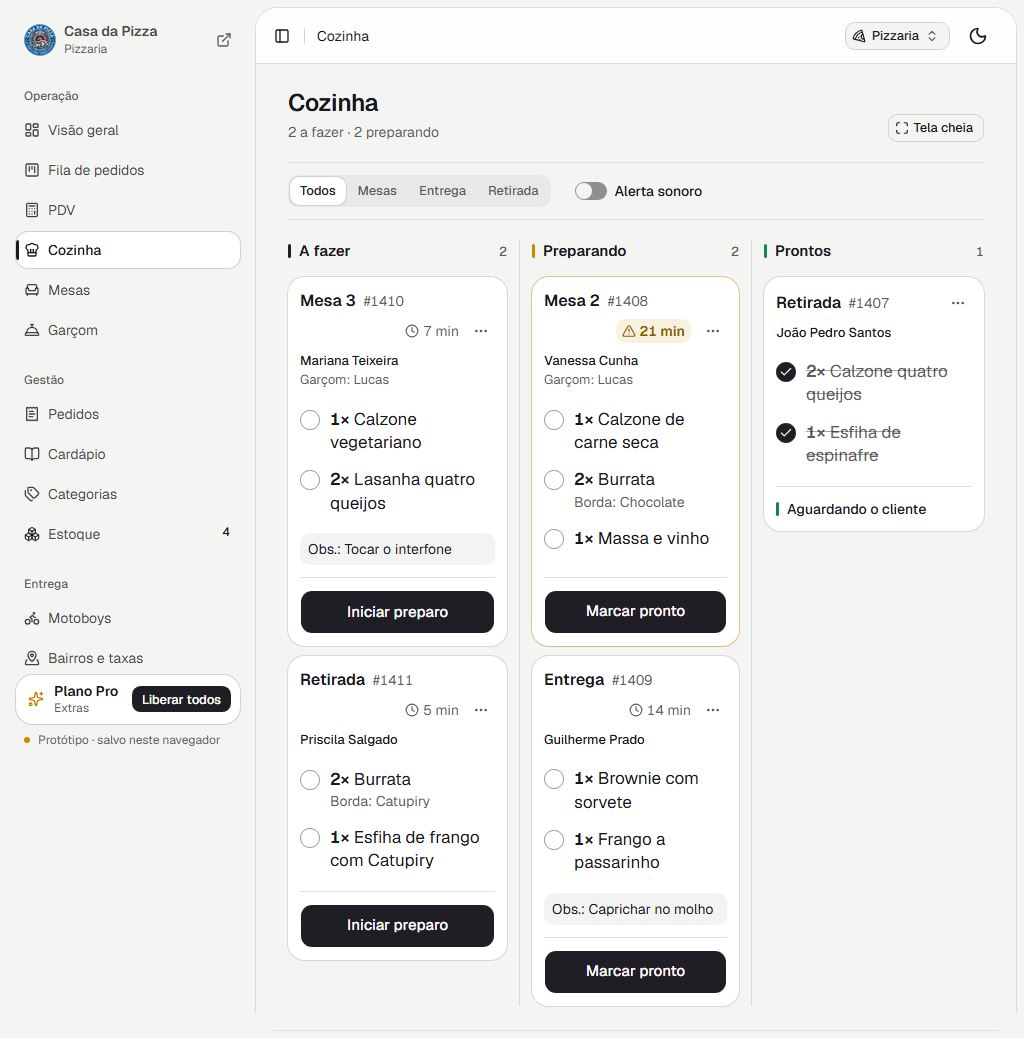 Casa da Pizza
Pizzaria
Operação
Visão geral
Fila de pedidos
PDV
Cozinha
Mesas
Garçom
Gestão
Pedidos
Cardápio
Categorias
Estoque
4
Entrega
Motoboys
Bairros e taxas
Plano Pro
Extras
Liberar todos
Protótipo · salvo neste navegador
Cozinha
Pizzaria
Cozinha
2 a fazer · 2 preparando
Tela cheia
Todos
Mesas
Entrega
Retirada
Alerta sonoro
A fazer
2
Mesa 3 #1410
7 min
Mariana Teixeira
Garçom: Lucas
1× Calzone
vegetariano
2× Lasanha quatro
queijos
Obs.: Tocar o interfone
Iniciar preparo
Retirada #1411
5 min
Priscila Salgado
2× Burrata
Borda: Catupiry
1× Esfiha de frango
com Catupiry
Iniciar preparo
Preparando
2
Mesa 2 #1408
21 min
Vanessa Cunha
Garçom: Lucas
1× Calzone de
carne seca
2× Burrata
Borda: Chocolate
1× Massa e vinho
Marcar pronto
Entrega #1409
14 min
Guilherme Prado
1× Brownie com
sorvete
1× Frango a
passarinho
Obs.: Caprichar no molho
Marcar pronto
Prontos
1
Retirada #1407
João Pedro Santos
2× Calzone quatro
queijos
1× Esfiha de
espinafre
Aguardando o cliente